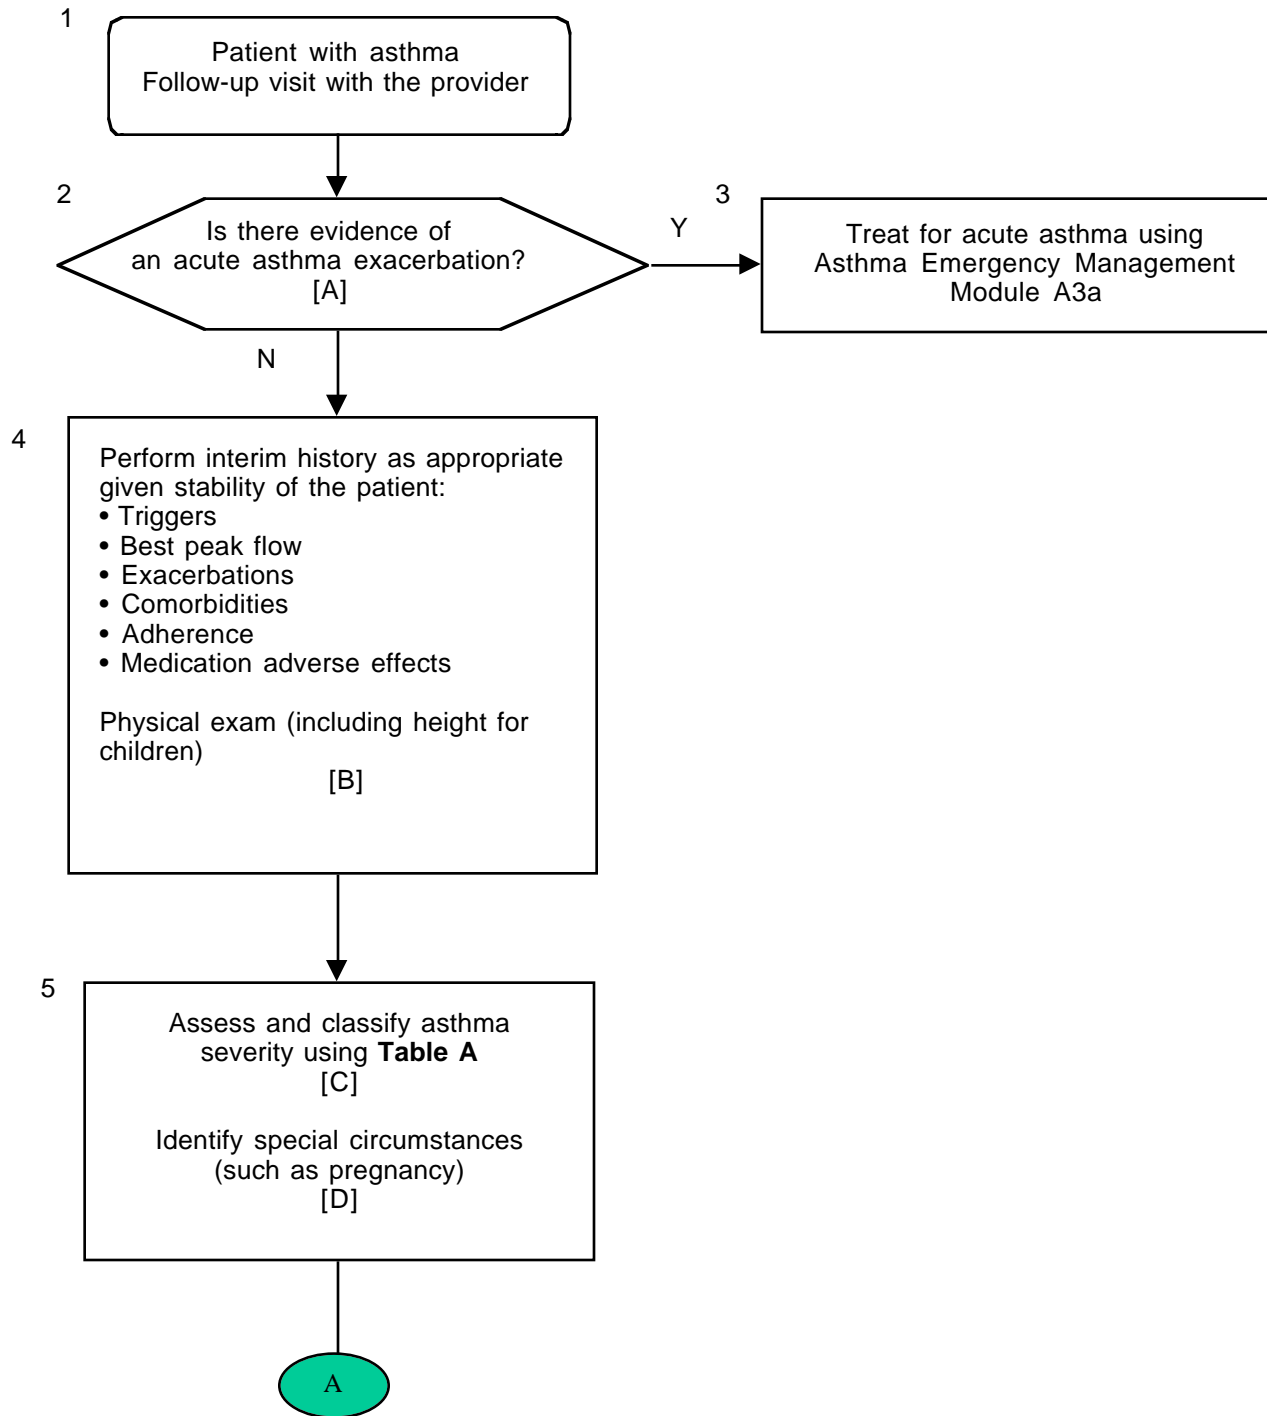 1
Patient with asthma
Follow-up visit with the provider
2
Is there evidence of
an acute asthma exacerbation?
[A]
Y
3
Treat for acute asthma using
Asthma Emergency Management
Module A3a
N
4
Perform interim history as appropriate
given stability of the patient:
• Triggers
• Best peak flow
• Exacerbations
• Comorbidities
• Adherence
• Medication adverse effects
Physical exam (including height for
children)
[B]
5
Assess and classify asthma
severity using Table A
[C]
Identify special circumstances
(such as pregnancy)
[D]
A